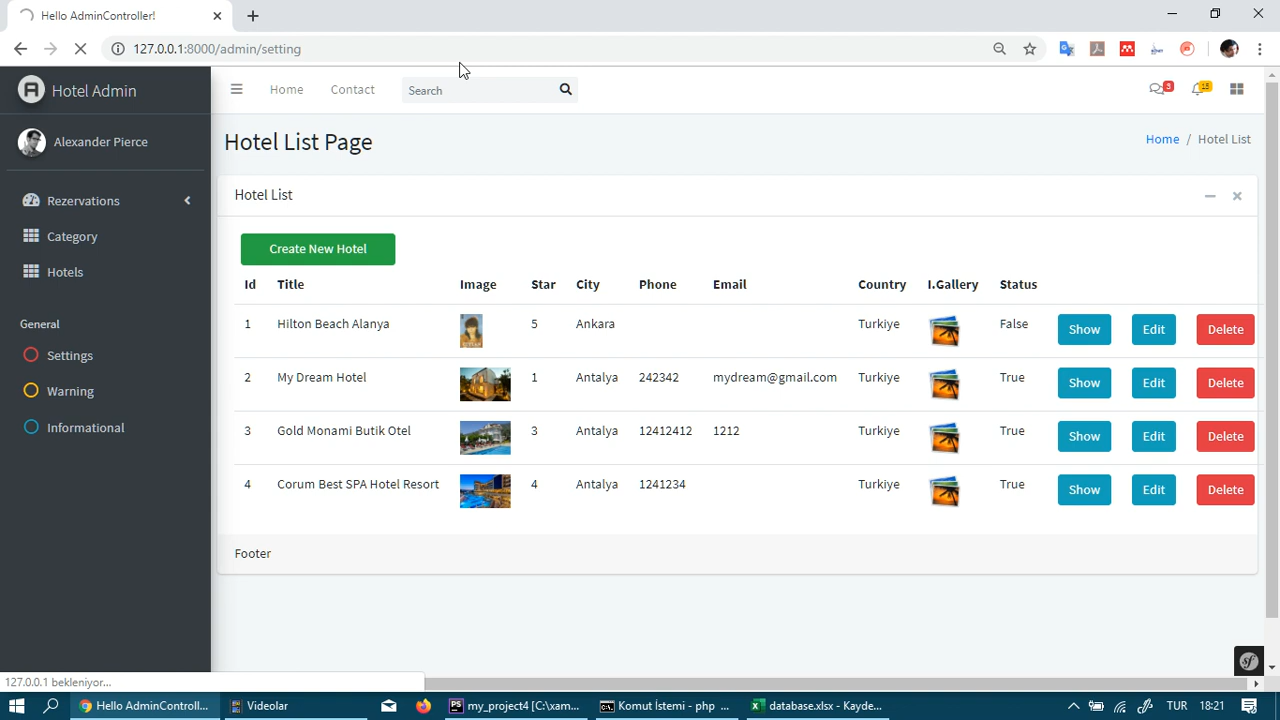 Hello AdminController!
127.0.0.1:8000/admin/setting
Hotel Admin
Home
Contact
Search
3
15
Alexander Pierce
Hotel List Page
Home / Hotel List
Rezervations
Category
Hotels
General
Settings
Warning
Informational
Hotel List
Create New Hotel
Id Title Image Star City Phone Email Country I.Gallery Status
1 Hilton Beach Alanya 5 Ankara Turkiye False Show Edit Delete
2 My Dream Hotel 1 Antalya 242342 mydream@gmail.com Turkiye True Show Edit Delete
3 Gold Monami Butik Otel 3 Antalya 12412412 1212 Turkiye True Show Edit Delete
4 Corum Best SPA Hotel Resort 4 Antalya 1241234 Turkiye True Show Edit Delete
Footer
127.0.0.1 bekleniyor...
Hello AdminControll...
Videolar
my_project4 [C:\xam...
Komut İstemi - php ...
database.xlsx - Kayde...
TUR
18:21